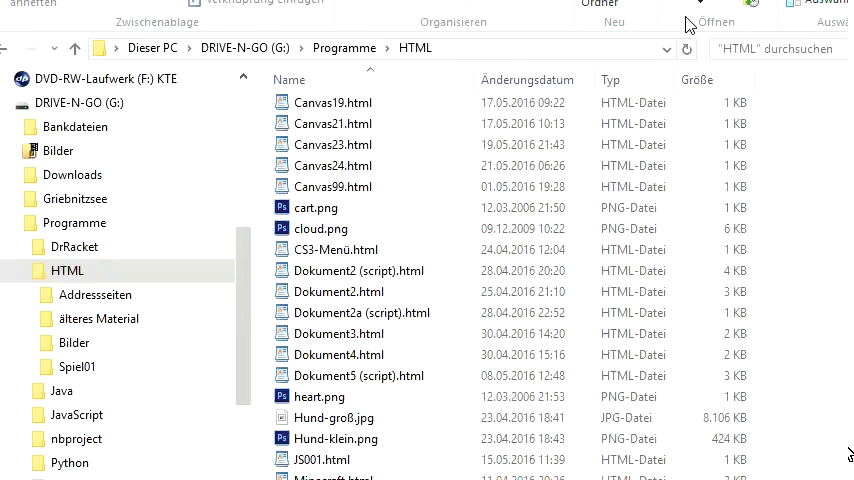 anheften
Verknüpfung einfügen
Ordner
Zwischenablage
Organisieren
Neu
Öffnen
Dieser PC > DRIVE-N-GO (G:) > Programme > HTML
"HTML" durchsuchen
DVD-RW-Laufwerk (F:) KTE
DRIVE-N-GO (G:)
Bankdateien
Bilder
Downloads
Griebnitzsee
Programme
DrRacket
HTML
Addressseiten
älteres Material
Bilder
Spiel01
Java
JavaScript
nbproject
Python
Name Änderungsdatum Typ Größe
Canvas19.html 17.05.2016 09:22 HTML-Datei 1 KB
Canvas21.html 17.05.2016 10:13 HTML-Datei 1 KB
Canvas23.html 19.05.2016 21:43 HTML-Datei 1 KB
Canvas24.html 21.05.2016 06:26 HTML-Datei 1 KB
Canvas99.html 01.05.2016 19:28 HTML-Datei 1 KB
cart.png 12.03.2006 21:50 PNG-Datei 1 KB
cloud.png 09.12.2009 10:22 PNG-Datei 6 KB
CS3-Menü.html 24.04.2016 12:04 HTML-Datei 1 KB
Dokument2 (script).html 28.04.2016 20:20 HTML-Datei 4 KB
Dokument2.html 25.04.2016 21:10 HTML-Datei 3 KB
Dokument2a (script).html 28.04.2016 22:52 HTML-Datei 1 KB
Dokument3.html 30.04.2016 14:20 HTML-Datei 2 KB
Dokument4.html 30.04.2016 15:16 HTML-Datei 2 KB
Dokument5 (script).html 08.05.2016 12:48 HTML-Datei 3 KB
heart.png 12.03.2006 21:53 PNG-Datei 1 KB
Hund-groß.jpg 23.04.2016 18:41 JPG-Datei 8.106 KB
Hund-klein.png 23.04.2016 18:43 PNG-Datei 424 KB
JS001.html 15.05.2016 11:39 HTML-Datei 1 KB